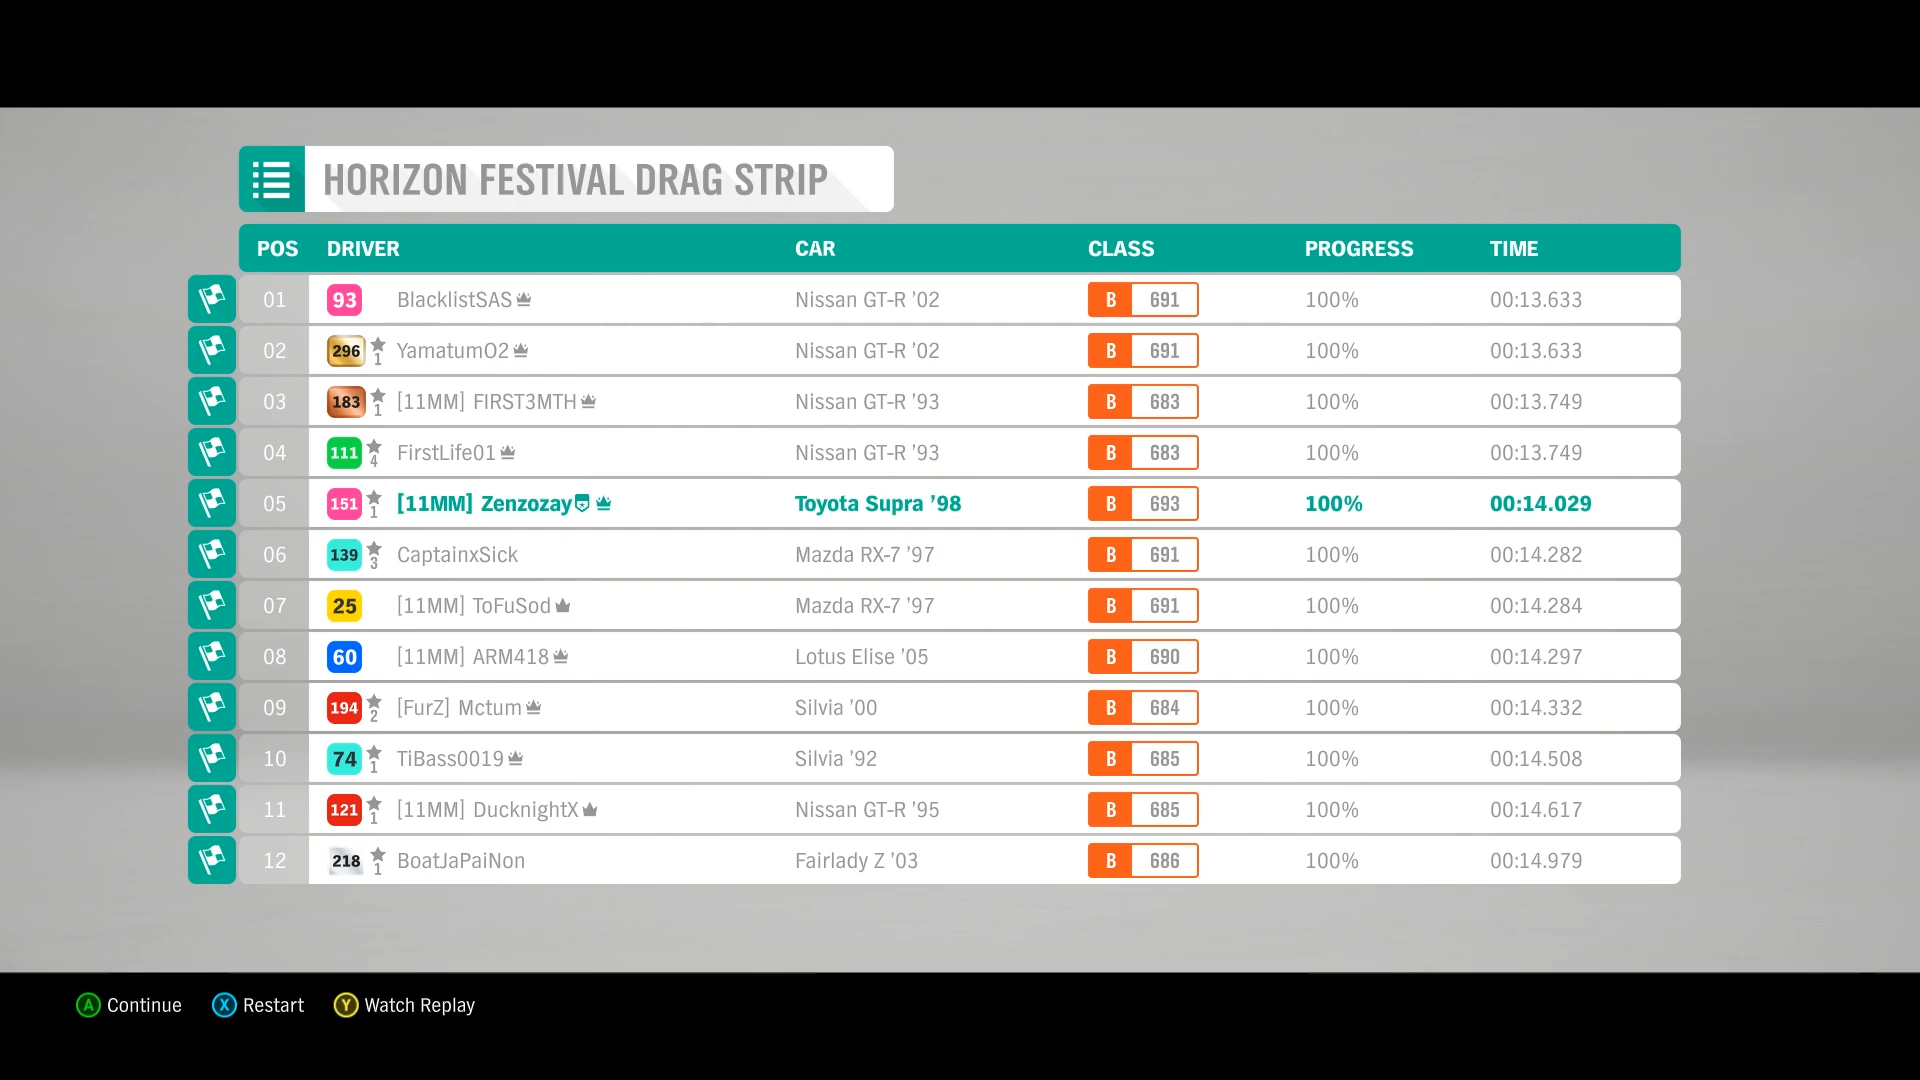 HORIZON FESTIVAL DRAG STRIP
POS DRIVER CAR CLASS PROGRESS TIME
01 93 BlacklistSAS Nissan GT-R ’02 B 691 100% 00:13.633
02 296 1 YamatumO2 Nissan GT-R ’02 B 691 100% 00:13.633
03 183 1 [11MM] FIRST3MTH Nissan GT-R ’93 B 683 100% 00:13.749
04 111 4 FirstLife01 Nissan GT-R ’93 B 683 100% 00:13.749
05 151 1 [11MM] Zenzozay Toyota Supra ’98 B 693 100% 00:14.029
06 139 3 CaptainxSick Mazda RX-7 ’97 B 691 100% 00:14.282
07 25 [11MM] ToFuSod Mazda RX-7 ’97 B 691 100% 00:14.284
08 60 [11MM] ARM418 Lotus Elise ’05 B 690 100% 00:14.297
09 194 2 [FurZ] Mctum Silvia ’00 B 684 100% 00:14.332
10 74 1 TiBass0019 Silvia ’92 B 685 100% 00:14.508
11 121 1 [11MM] DucknightX Nissan GT-R ’95 B 685 100% 00:14.617
12 218 1 BoatJaPaiNon Fairlady Z ’03 B 686 100% 00:14.979
A Continue X Restart Y Watch Replay